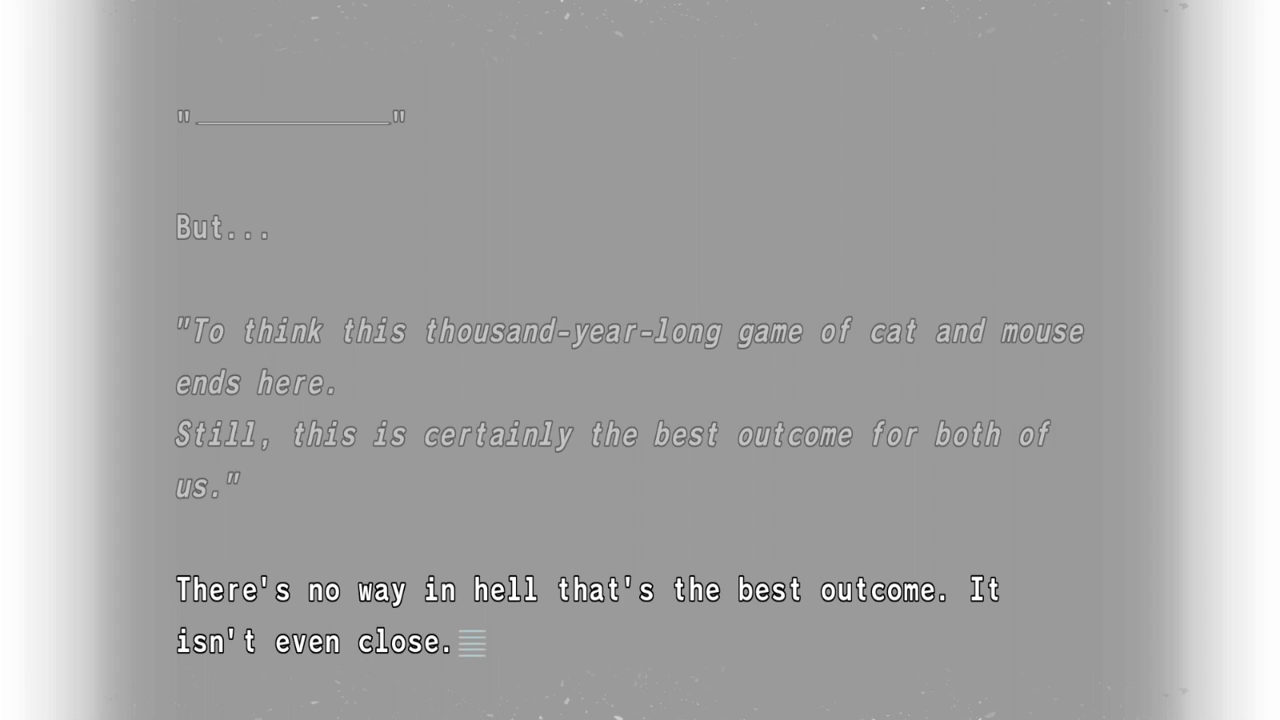 "____________"
But...
"To think this thousand-year-long game of cat and mouse
ends here.
Still, this is certainly the best outcome for both of
us."
There's no way in hell that's the best outcome. It
isn't even close.